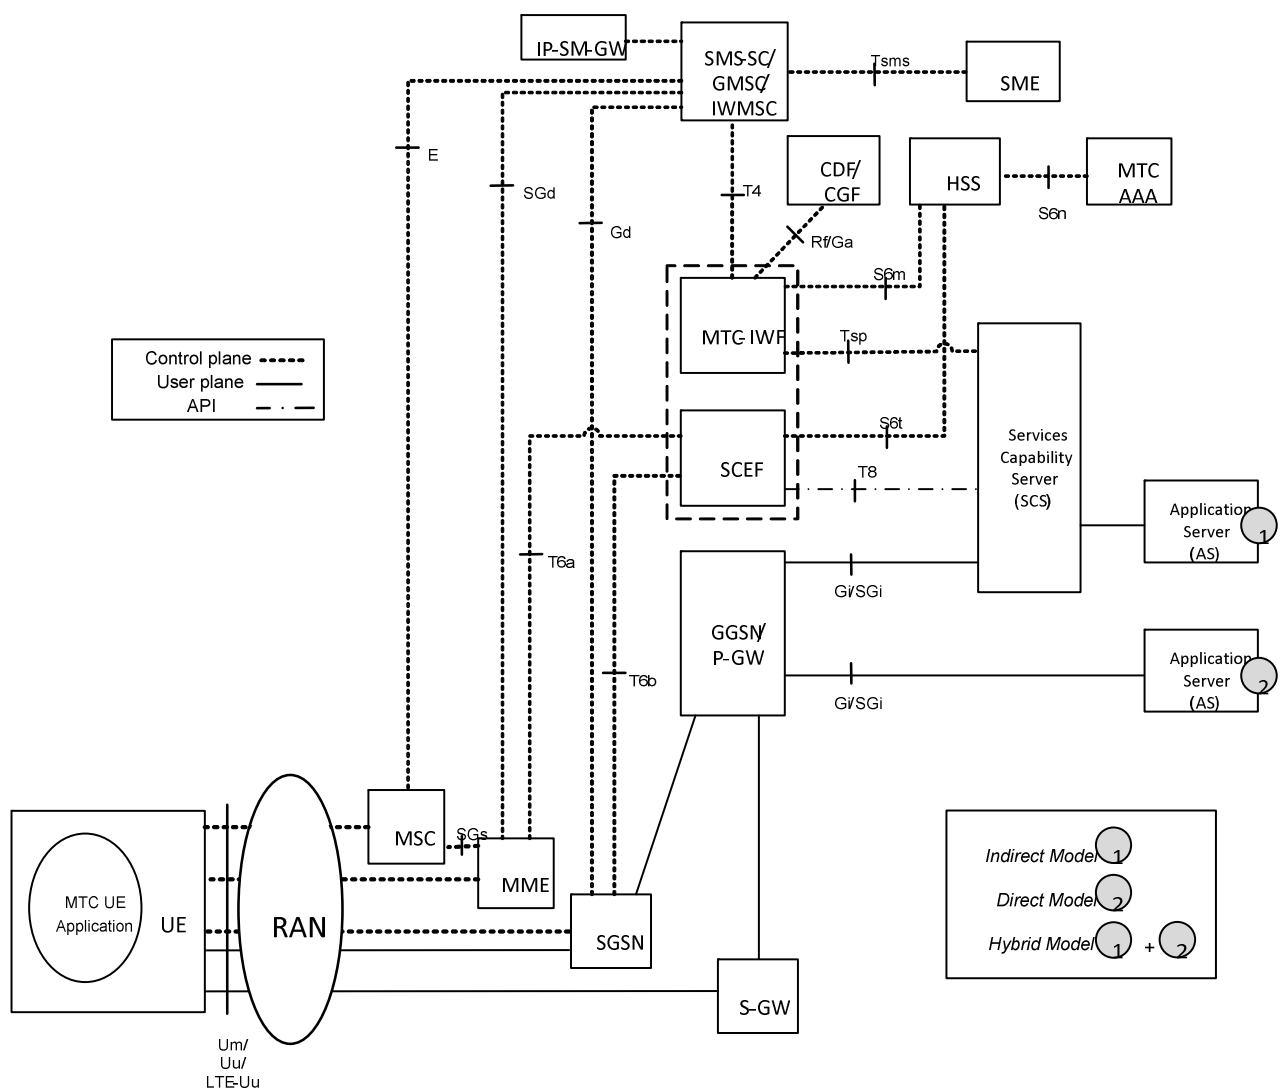 IP-SM-GW
SMS-SC/
GMSC/
IWMSC
Tsms
SME
E
SGd
Gd
T4
CDF/
CGF
Rf/Ga
HSS
S6n
MTC
AAA
S6m
MTC-IWF
Tsp
Control plane
User plane
API
SCEF
S6t
T8
Services
Capability
Server
(SCS)
Application
Server
(AS)
1
T6a
Gi/SGi
GGSN/
P-GW
T6b
Gi/SGi
Application
Server
(AS)
2
MSC
SGs
MME
MTC UE
Application
UE
RAN
SGSN
S-GW
Um/
Uu/
LTE-Uu
Indirect Model 1
Direct Model 2
Hybrid Model 1 + 2